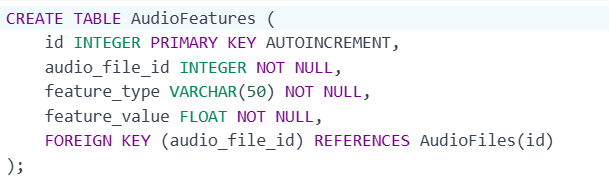 CREATE TABLE AudioFeatures (
    id INTEGER PRIMARY KEY AUTOINCREMENT,
    audio_file_id INTEGER NOT NULL,
    feature_type VARCHAR(50) NOT NULL,
    feature_value FLOAT NOT NULL,
    FOREIGN KEY (audio_file_id) REFERENCES AudioFiles(id)
);